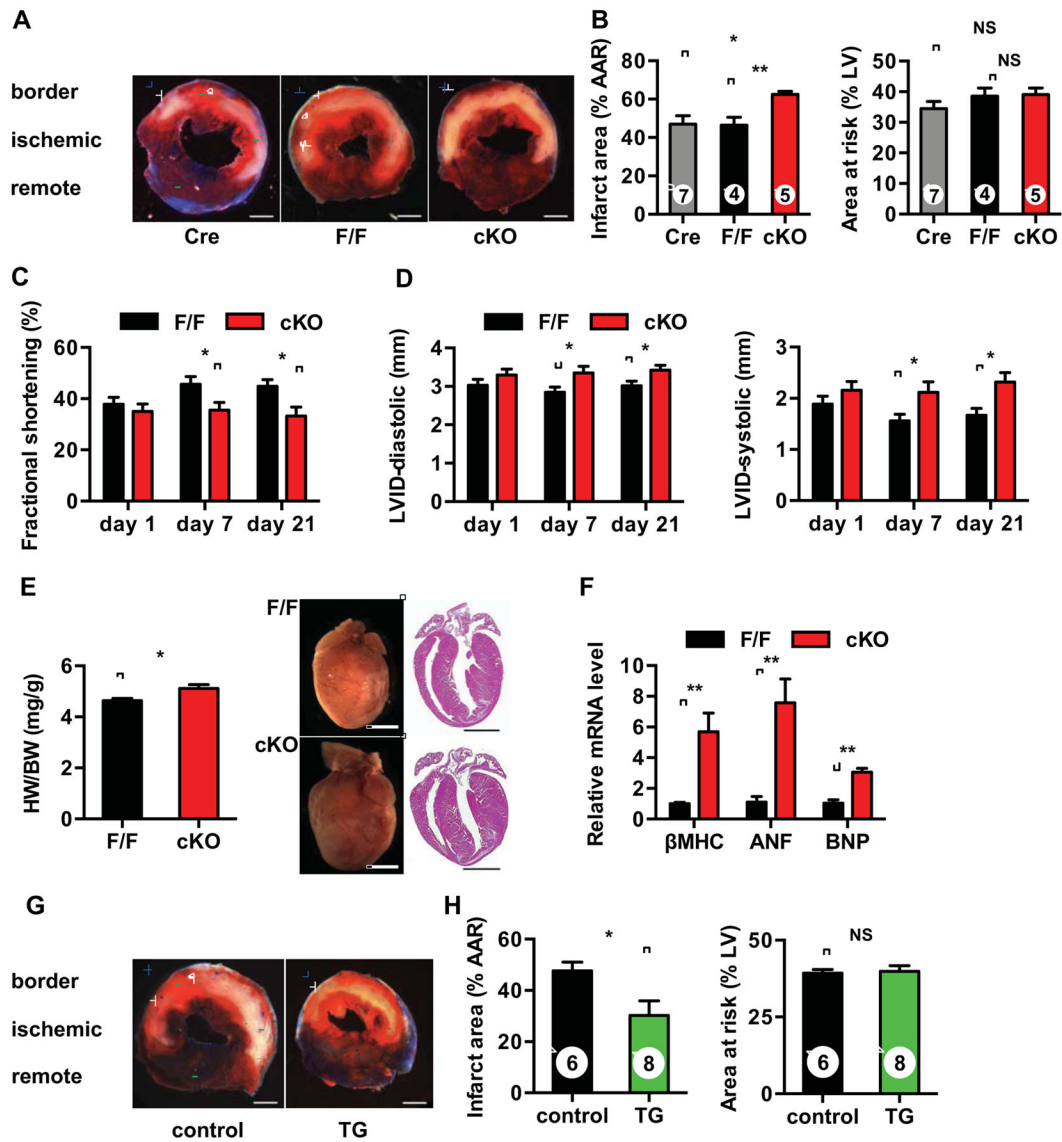 A
border
ischemic
remote
Cre
F/F
cKO
B
Infarct area (% AAR)
80
60
40
20
0
*
**
7
4
5
Cre
F/F
cKO
Area at risk (% LV)
50
40
30
20
10
0
NS
NS
7
4
5
Cre
F/F
cKO
C
F/F
cKO
Fractional shortening (%)
60
40
20
0
*
*
day 1
day 7
day 21
D
F/F
cKO
LVID-diastolic (mm)
4
3
2
1
0
*
*
day 1
day 7
day 21
LVID-systolic (mm)
3
2
1
0
*
*
day 1
day 7
day 21
E
HW/BW (mg/g)
6
4
2
0
*
F/F
cKO
F/F
cKO
F
F/F
cKO
Relative mRNA level
10
8
6
4
2
0
**
**
**
βMHC
ANF
BNP
G
border
ischemic
remote
control
TG
H
Infarct area (% AAR)
60
40
20
0
*
6
8
control
TG
Area at risk (% LV)
50
25
0
NS
6
8
control
TG